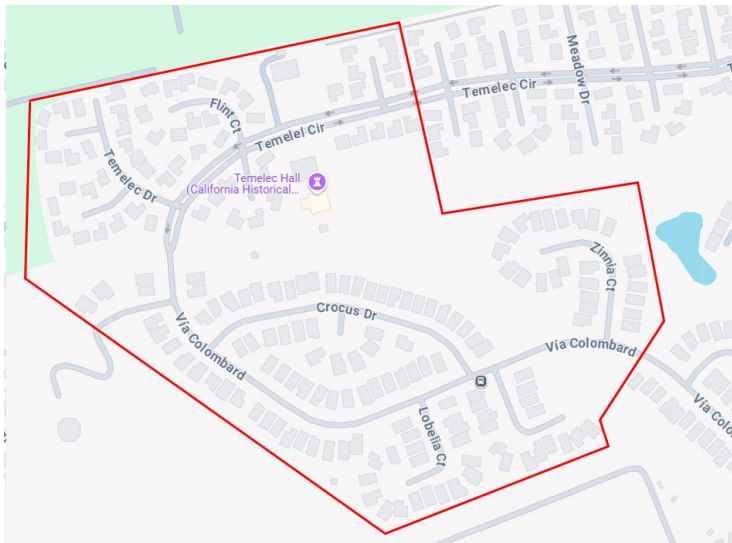 Meadow Dr
Temelec Cir
Flint Ct
Temelel Cir
Temelec Dr
Temelec Hall
(California Historical...
Zinnia Ct
Crocus Dr
Via Colombard
Via Colombard
Lobelia Ct
Via Colo